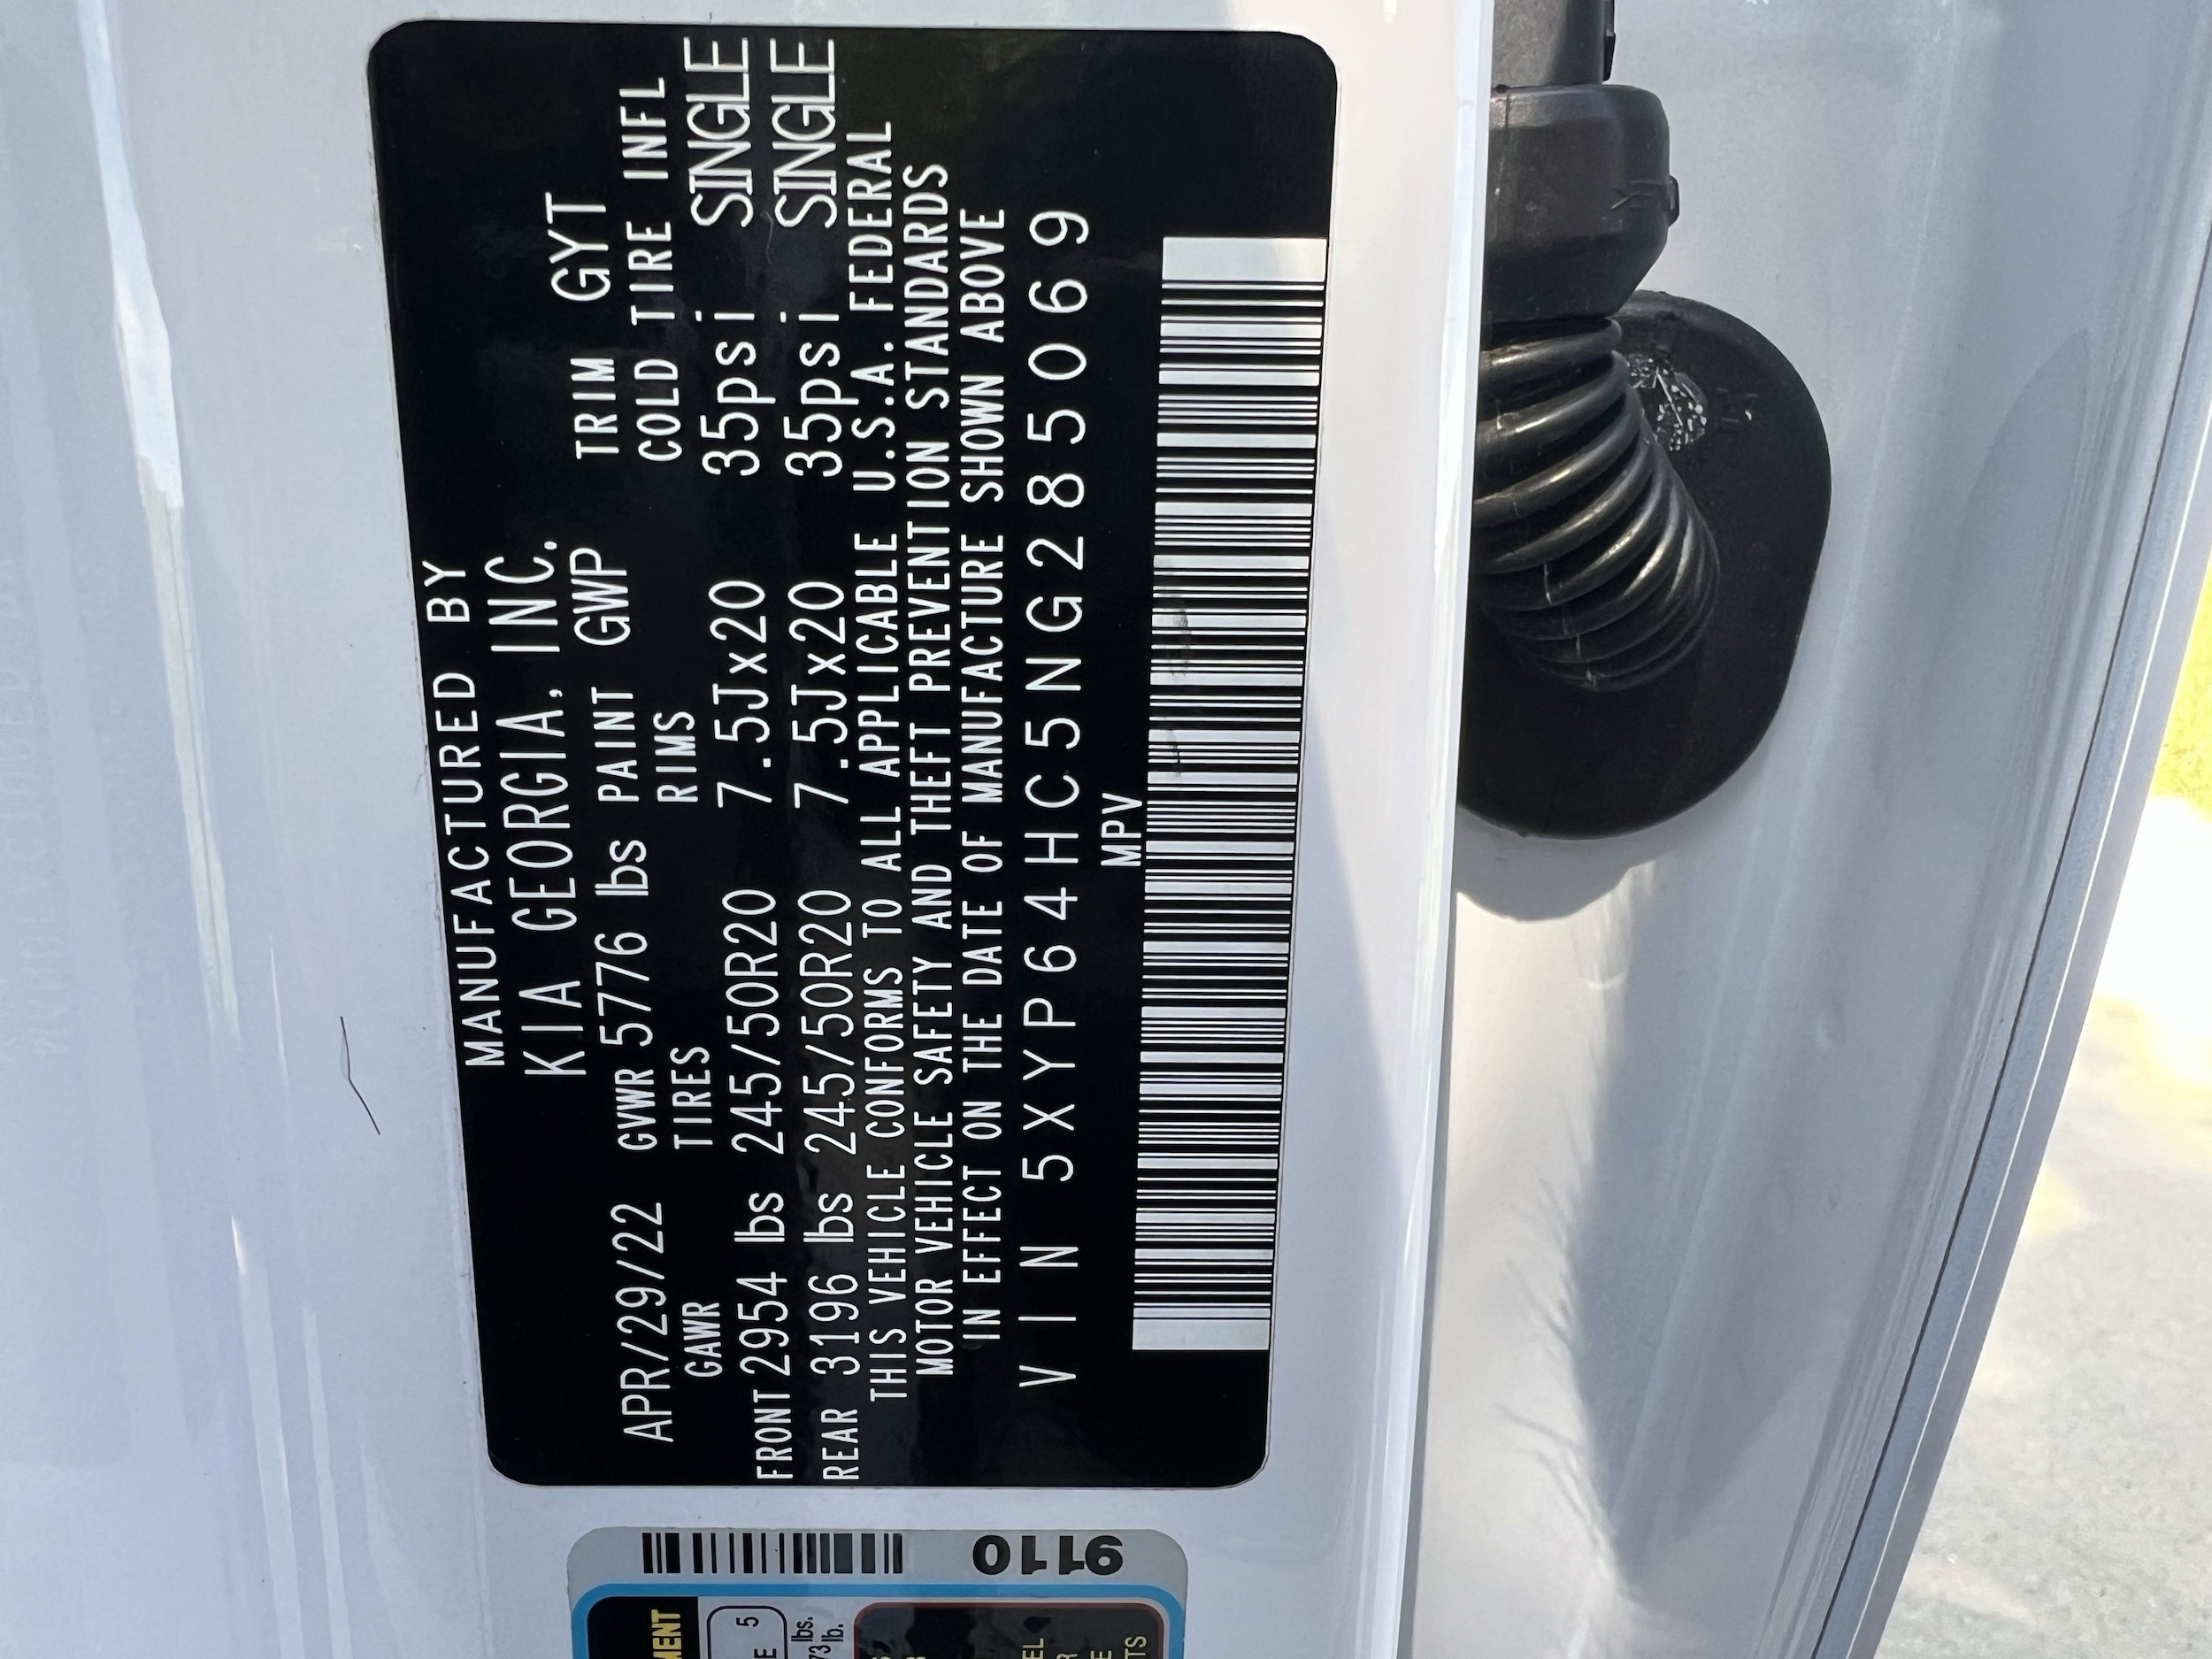 MANUFACTURED BY
KIA GEORGIA, INC.
APR/29/22 GVWR 5776 lbs PAINT GWP TRIM GYT
GAWR TIRES RIMS COLD TIRE INFL
FRONT 2954 lbs 245/50R20 7.5Jx20 35psi SINGLE
REAR 3196 lbs 245/50R20 7.5Jx20 35psi SINGLE
THIS VEHICLE CONFORMS TO ALL APPLICABLE U.S.A. FEDERAL
MOTOR VEHICLE SAFETY AND THEFT PREVENTION STANDARDS
IN EFFECT ON THE DATE OF MANUFACTURE SHOWN ABOVE
VIN 5XYP64HC5NG285069
MPV
9110
5
lbs.
lb.